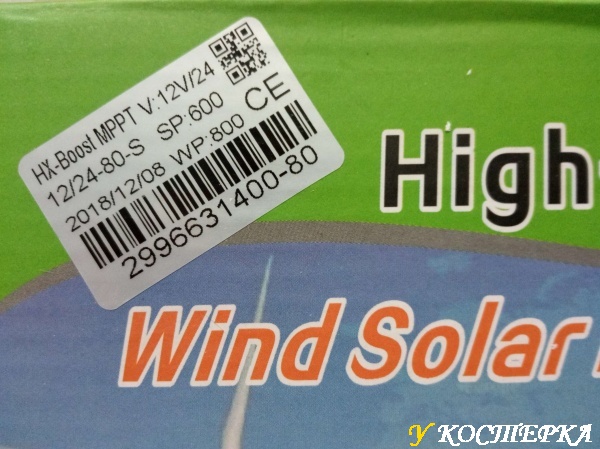 HX-Boost MPPT V:12V/24
12/24-80-S SP:600
2018/12/08 WP:800 CE
2996631400-80
High-
Wind Solar
У КОСТЕРКА